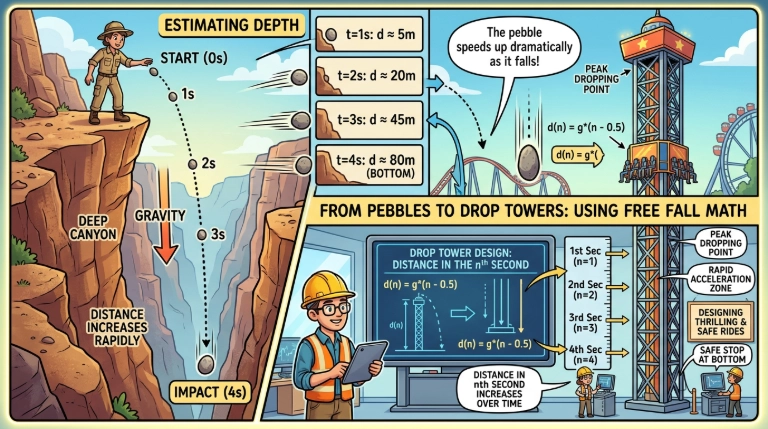 ESTIMATING DEPTH
START (0s)
1s
2s
3s
GRAVITY
DEEP
CANYON
DISTANCE
INCREASES
RAPIDLY
IMPACT (4s)
t=1s: d ≈ 5m
t=2s: d ≈ 20m
t=3s: d ≈ 45m
t=4s: d ≈ 80m
(BOTTOM)
The pebble
speeds up dramatically
as it falls!
PEAK
DROPPING
POINT
d(n) = g*(n - 0.5)
d(n) = g*(
FROM PEBBLES TO DROP TOWERS: USING FREE FALL MATH
DROP TOWER DESIGN:
DISTANCE IN THE nth SECOND
d(n) = g*(n - 0.5)
d(n)
d(n) = g*(n - 0.5)
1st Sec
(n=1)
2nd Sec
(n=2)
3rd Sec
(n=3)
4th Sec
(n=4)
PEAK
DROPPING
POINT
RAPID
ACCELERATION
ZONE
DESIGNING
THRILLING &
SAFE RIDES
SAFE STOP
AT BOTTOM
DISTANCE IN
nth SECOND
INCREASES
OVER TIME